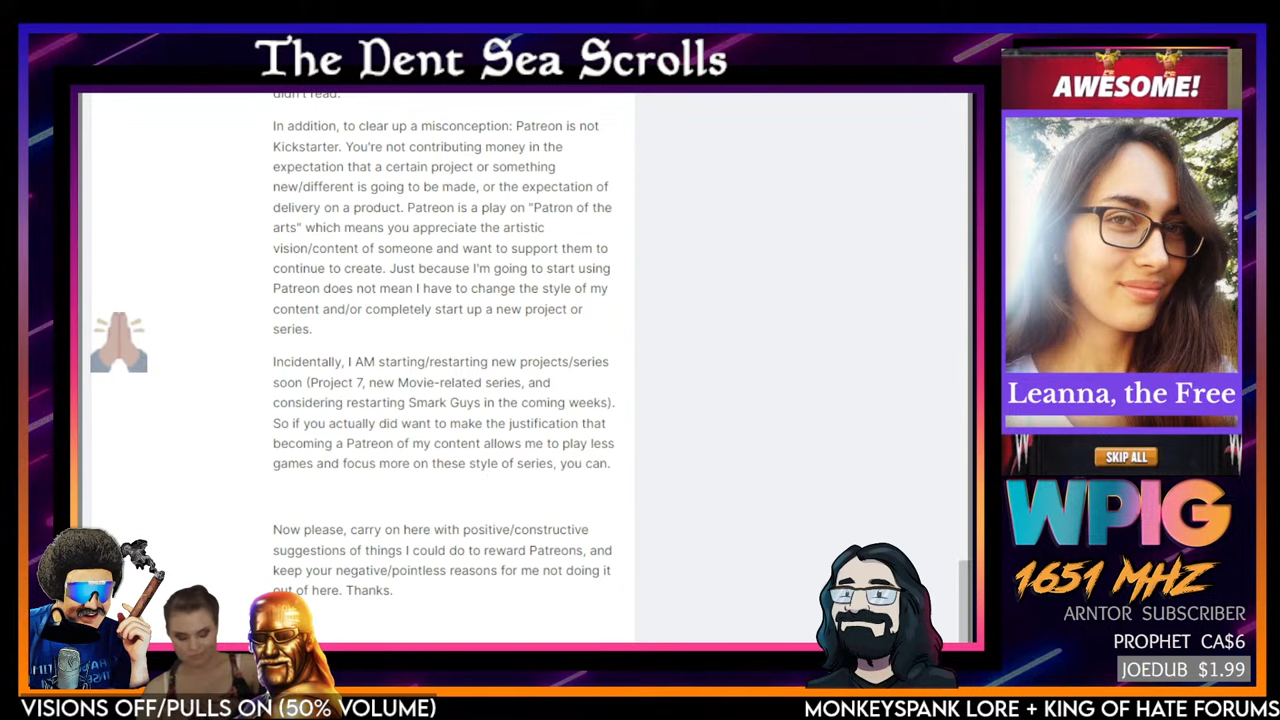 The Dent Sea Scrolls
didn't read.
In addition, to clear up a misconception: Patreon is not
Kickstarter. You're not contributing money in the
expectation that a certain project or something
new/different is going to be made, or the expectation of
delivery on a product. Patreon is a play on "Patron of the
arts" which means you appreciate the artistic
vision/content of someone and want to support them to
continue to create. Just because I'm going to start using
Patreon does not mean I have to change the style of my
content and/or completely start up a new project or
series.
Incidentally, I AM starting/restarting new projects/series
soon (Project 7, new Movie-related series, and
considering restarting Smark Guys in the coming weeks).
So if you actually did want to make the justification that
becoming a Patreon of my content allows me to play less
games and focus more on these style of series, you can.
Now please, carry on here with positive/constructive
suggestions of things I could do to reward Patreons, and
keep your negative/pointless reasons for me not doing it
out of here. Thanks.
AWESOME!
Leanna, the Free
SKIP ALL
WPIG
1651 MHZ
ARNTOR SUBSCRIBER
PROPHET CA$6
JOEDUB $1.99
VISIONS OFF/PULLS ON (50% VOLUME)
MONKEYSPANK LORE + KING OF HATE FORUMS